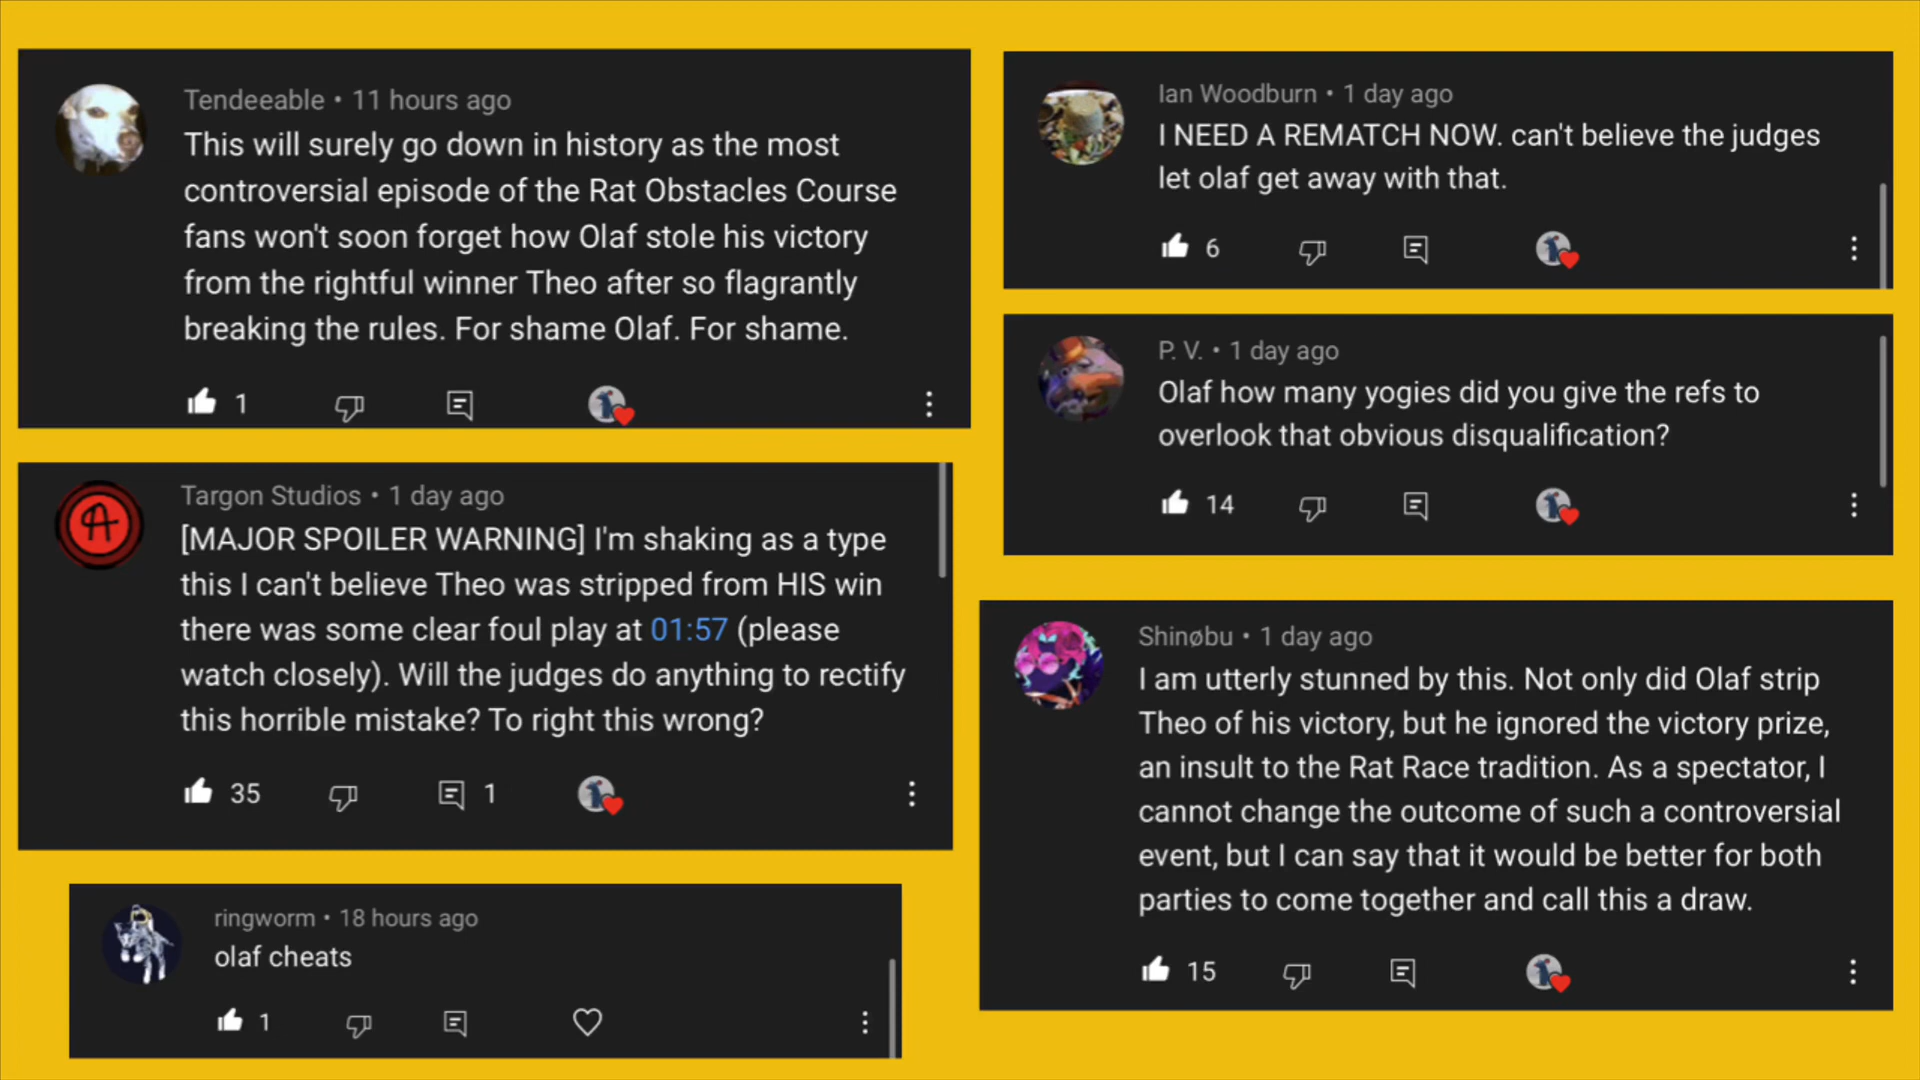 Tendeeable • 11 hours ago
This will surely go down in history as the most
controversial episode of the Rat Obstacles Course
fans won't soon forget how Olaf stole his victory
from the rightful winner Theo after so flagrantly
breaking the rules. For shame Olaf. For shame.
1
Targon Studios • 1 day ago
[MAJOR SPOILER WARNING] I'm shaking as a type
this I can't believe Theo was stripped from HIS win
there was some clear foul play at 01:57 (please
watch closely). Will the judges do anything to rectify
this horrible mistake? To right this wrong?
35 1
ringworm • 18 hours ago
olaf cheats
1
Ian Woodburn • 1 day ago
I NEED A REMATCH NOW. can't believe the judges
let olaf get away with that.
6
P. V. • 1 day ago
Olaf how many yogies did you give the refs to
overlook that obvious disqualification?
14
Shinøbu • 1 day ago
I am utterly stunned by this. Not only did Olaf strip
Theo of his victory, but he ignored the victory prize,
an insult to the Rat Race tradition. As a spectator, I
cannot change the outcome of such a controversial
event, but I can say that it would be better for both
parties to come together and call this a draw.
15